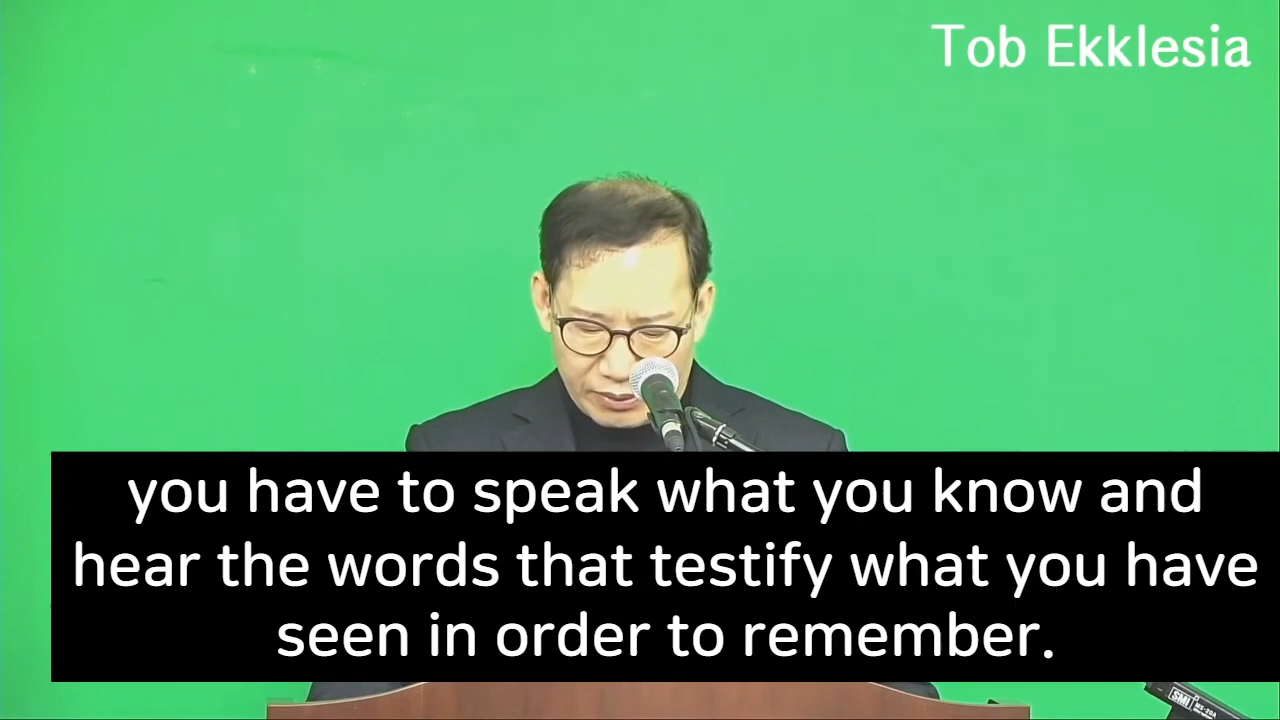 Tob Ekklesia
you have to speak what you know and
hear the words that testify what you have
seen in order to remember.
SMI